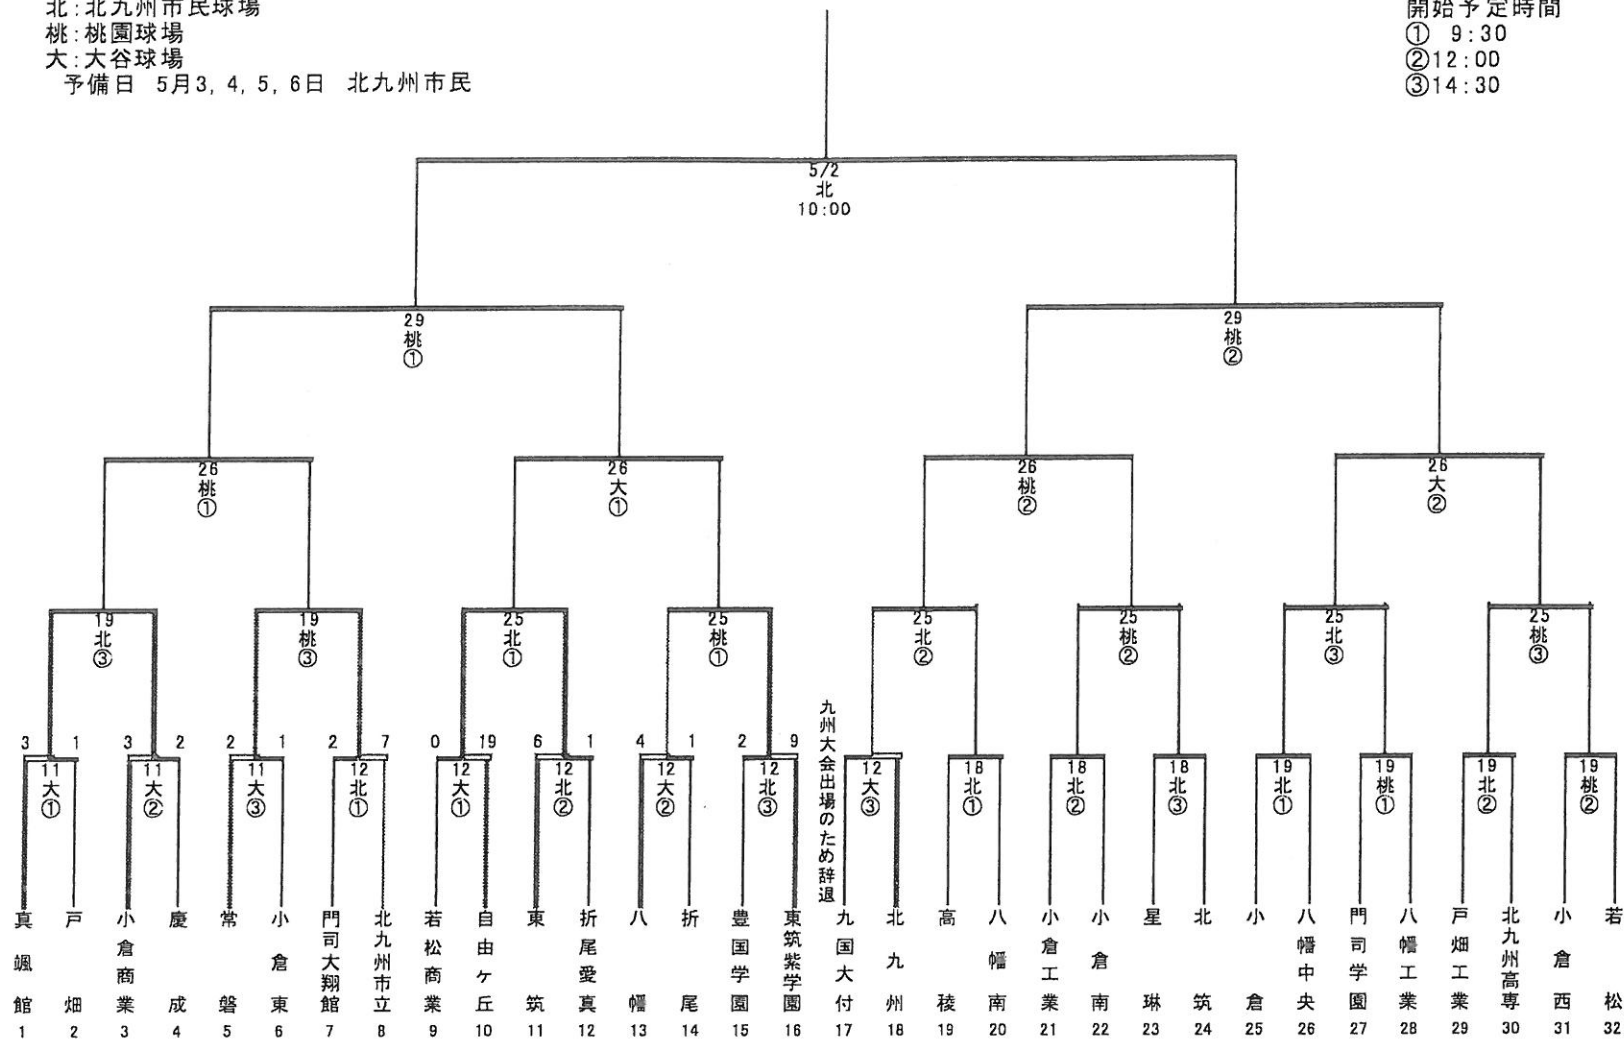 北:北九州市民球場
桃:桃園球場
大:大谷球場
予備日 5月3, 4, 5, 6日 北九州市民
開始予定時間
① 9:30
②12:00
③14:30
5/2
北
10:00
29
桃
①
29
桃
②
26
桃
①
26
大
①
26
桃
②
26
大
②
19
北
③
19
桃
③
25
北
①
25
桃
①
25
北
②
25
桃
②
25
北
③
25
桃
③
九州大会出場のため辞退
3 1 3 2 2 1 2 7 0 19 6 1 4 1 2 9
11
大
①
11
大
②
11
大
③
12
北
①
12
大
①
12
北
②
12
大
②
12
北
③
12
大
③
18
北
①
18
北
②
18
北
③
19
北
①
19
桃
①
19
北
②
19
桃
②
真颯館
1
戸畑
2
小倉商業
3
慶成
4
常磐
5
小倉東
6
門司大翔館
7
北九州市立
8
若松商業
9
自由ヶ丘
10
東筑
11
折尾愛真
12
八幡
13
折尾
14
豊国学園
15
東筑紫学園
16
九国大付
17
北九州
18
高稜
19
八幡南
20
小倉工業
21
小倉南
22
星琳
23
北筑
24
小倉
25
八幡中央
26
門司学園
27
八幡工業
28
戸畑工業
29
北九州高専
30
小倉西
31
若松
32